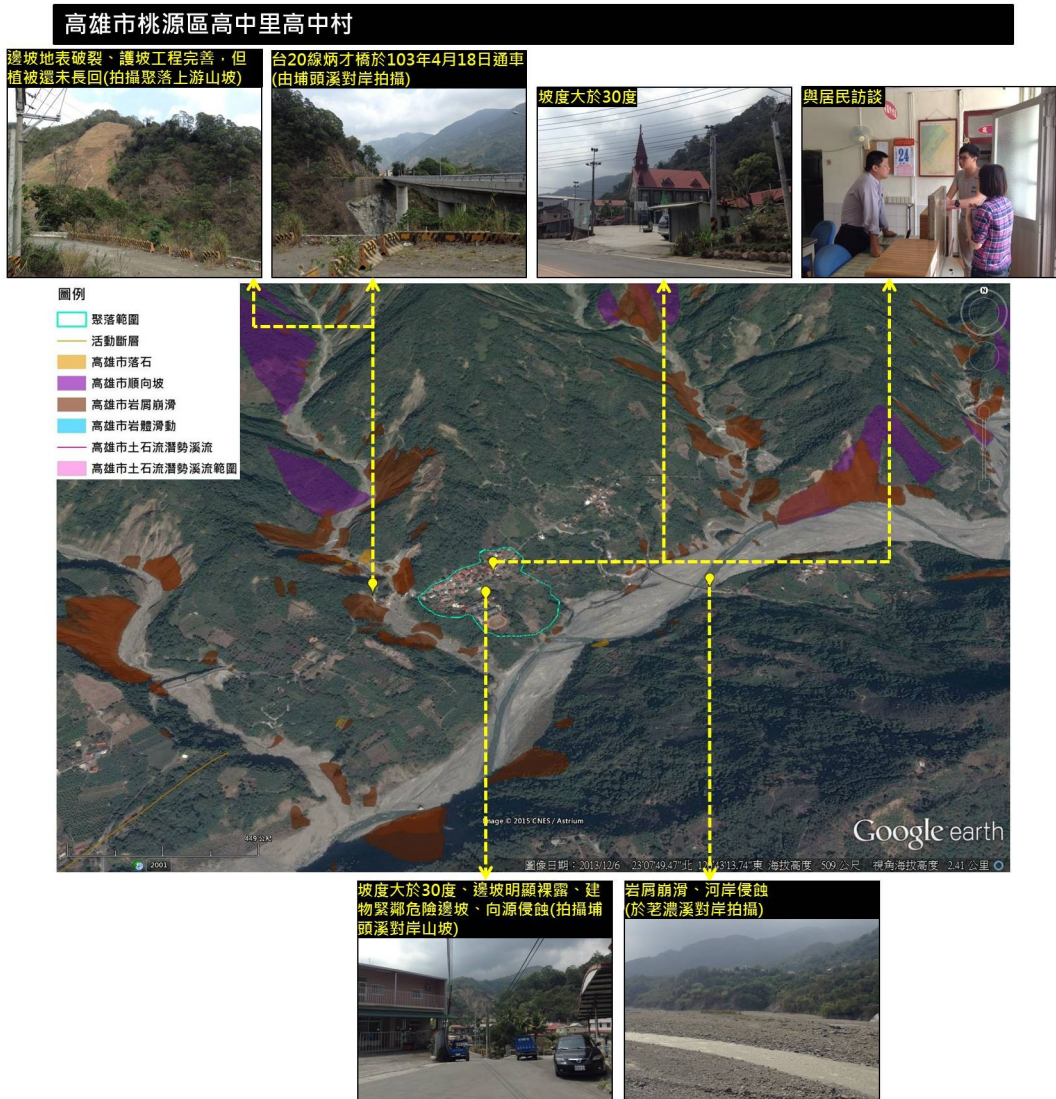 高雄市桃源區高中里高中村
邊坡地表破裂、護坡工程完善，但
植被還未長回(拍攝聚落上游山坡)
台20線炳才橋於103年4月18日通車
(由埔頭溪對岸拍攝)
坡度大於30度
與居民訪談
24
圖例
聚落範圍
活動斷層
高雄市落石
高雄市順向坡
高雄市岩屑崩滑
高雄市岩體滑動
高雄市土石流潛勢溪流
高雄市土石流潛勢溪流範圍
N
Image © 2015 CNES / Astrium
449 公尺
Google earth
2001
圖像日期：2013/12/6 23°07'49.47"北 120°43'13.74"東 海拔高度 509 公尺 視角海拔高度 2.41 公里
坡度大於30度、邊坡明顯裸露、建
物緊鄰危險邊坡、向源侵蝕(拍攝埔
頭溪對岸山坡)
岩屑崩滑、河岸侵蝕
(於荖濃溪對岸拍攝)